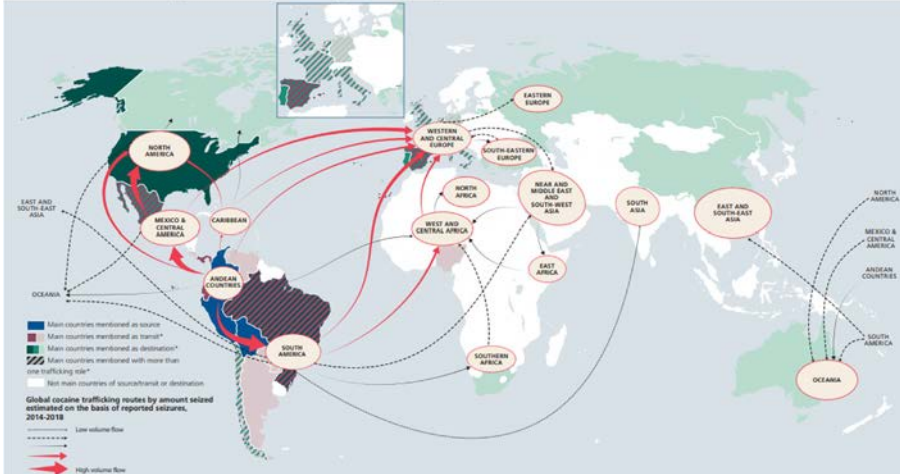 EASTERN
EUROPE
WESTERN
AND CENTRAL
EUROPE
SOUTH-EASTERN
EUROPE
NORTH
AMERICA
NORTH
AFRICA
NEAR AND
MIDDLE EAST
AND
SOUTH-WEST
ASIA
SOUTH
ASIA
EAST AND
SOUTH-EAST
ASIA
NORTH
AMERICA
EAST AND
SOUTH-EAST
ASIA
MEXICO &
CENTRAL
AMERICA
CARIBBEAN
WEST AND
CENTRAL AFRICA
MEXICO &
CENTRAL
AMERICA
EAST
AFRICA
ANDEAN
COUNTRIES
ANDEAN
COUNTRIES
OCEANIA
SOUTH
AMERICA
SOUTHERN
AFRICA
SOUTH
AMERICA
OCEANIA
Main countries mentioned as source
Main countries mentioned as transit*
Main countries mentioned as destination*
Main countries mentioned with more than
one trafficking role*
Not main countries of source/transit or destination
Global cocaine trafficking routes by amount seized
estimated on the basis of reported seizures,
2014-2018
Low volume flow
High volume flow